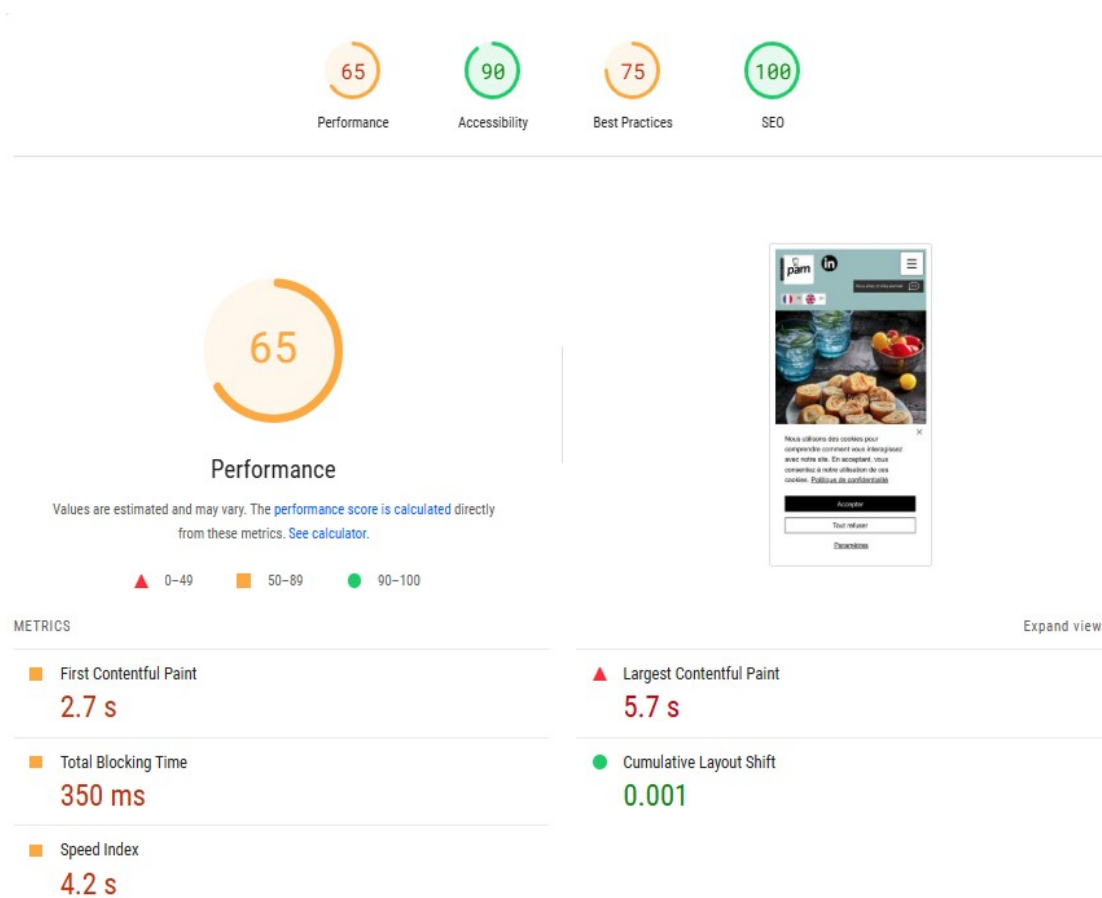 65
90
75
100
Performance
Accessibility
Best Practices
SEO
65
Performance
Values are estimated and may vary. The performance score is calculated directly
from these metrics. See calculator.
0–49
50–89
90–100
pam
in
Nous utilisons des cookies pour
comprendre comment vous interagissez
avec notre site. En acceptant, vous
consentez à notre utilisation de ces
cookies. Politique de confidentialité
Accepter
Tout refuser
Paramètres
METRICS
Expand view
First Contentful Paint
2.7 s
Largest Contentful Paint
5.7 s
Total Blocking Time
350 ms
Cumulative Layout Shift
0.001
Speed Index
4.2 s